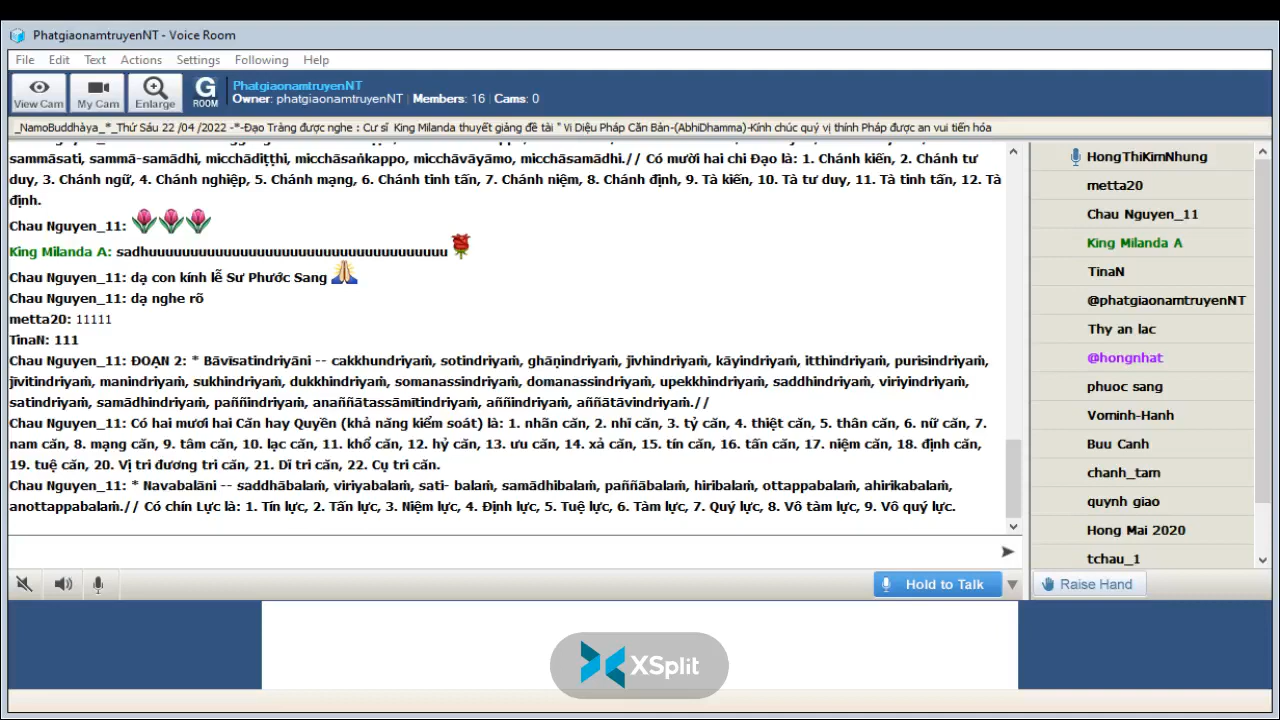 PhatgiaonamtruyenNT - Voice Room
File Edit Text Actions Settings Following Help
View Cam
My Cam
Enlarge
G
ROOM
PhatgiaonamtruyenNT
Owner: phatgiaonamtruyenNT | Members: 16 | Cams: 0
_NamoBuddhàya_*_Thứ Sáu 22 /04 /2022 -*-Đạo Tràng được nghe : Cư sĩ King Milanda thuyết giảng đề tài " Vi Diệu Pháp Căn Bản-(AbhiDhamma)-Kính chúc quý vị thính Pháp được an vui tiến hóa
sammāsati, sammā-samādhi, micchādiṭṭhi, micchāsaṅkappo, micchāvāyāmo, micchāsamādhi.// Có mười hai chi Đạo là: 1. Chánh kiến, 2. Chánh tư
duy, 3. Chánh ngữ, 4. Chánh nghiệp, 5. Chánh mạng, 6. Chánh tinh tấn, 7. Chánh niệm, 8. Chánh định, 9. Tà kiến, 10. Tà tư duy, 11. Tà tinh tấn, 12. Tà
định.
Chau Nguyen_11:
King Milanda A: sadhuuuuuuuuuuuuuuuuuuuuuuuuuuuuuuuuuuuuu
Chau Nguyen_11: dạ con kính lễ Sư Phước Sang
Chau Nguyen_11: dạ nghe rõ
metta20: 11111
TinaN: 111
Chau Nguyen_11: ĐOẠN 2: * Bāvīsatindriyāni -- cakkhundriyaṁ, sotindriyaṁ, ghāṇindriyaṁ, jivhindriyaṁ, kāyindriyaṁ, itthindriyaṁ, purisindriyaṁ,
jīvitindriyaṁ, manindriyaṁ, sukhindriyaṁ, dukkhindriyaṁ, somanassindriyaṁ, domanassindriyaṁ, upekkhindriyaṁ, saddhindriyaṁ, viriyindriyaṁ,
satindriyaṁ, samādhindriyaṁ, paññindriyaṁ, anaññātassāmītindriyaṁ, aññindriyaṁ, aññātāvindriyaṁ.//
Chau Nguyen_11: Có hai mươi hai Căn hay Quyền (khả năng kiểm soát) là: 1. nhãn căn, 2. nhĩ căn, 3. tỷ căn, 4. thiệt căn, 5. thân căn, 6. nữ căn, 7.
nam căn, 8. mạng căn, 9. tâm căn, 10. lạc căn, 11. khổ căn, 12. hỷ căn, 13. ưu căn, 14. xả căn, 15. tín căn, 16. tấn căn, 17. niệm căn, 18. định căn,
19. tuệ căn, 20. Vị tri đương tri căn, 21. Dĩ tri căn, 22. Cụ tri căn.
Chau Nguyen_11: * Navabalāni -- saddhābalaṁ, viriyabalaṁ, sati- balaṁ, samādhibalaṁ, paññābalaṁ, hiribalaṁ, ottappabalaṁ, ahirikabalaṁ,
anottappabalaṁ.// Có chín Lực là: 1. Tín lực, 2. Tấn lực, 3. Niệm lực, 4. Định lực, 5. Tuệ lực, 6. Tàm lực, 7. Quý lực, 8. Vô tàm lực, 9. Vô quý lực.
HongThiKimNhung
metta20
Chau Nguyen_11
King Milanda A
TinaN
@phatgiaonamtruyenNT
Thy an lac
@hongnhat
phuoc sang
Vominh-Hanh
Buu Canh
chanh_tam
quynh giao
Hong Mai 2020
tchau_1
Hold to Talk
Raise Hand
XSplit